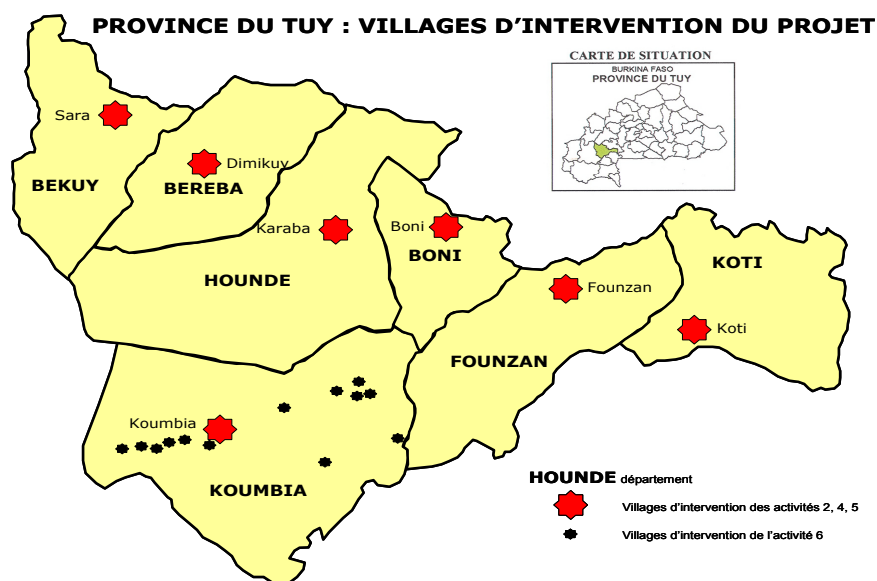 PROVINCE DU TUY : VILLAGES D’INTERVENTION DU PROJET
CARTE DE SITUATION
BURKINA FASO
PROVINCE DU TUY
Sara
BEKUY
Dimikuy
BEREBA
Karaba
HOUNDE
Boni
BONI
KOTI
Founzan
Koti
FOUNZAN
Koumbia
KOUMBIA
HOUNDE département
Villages d’intervention des activités 2, 4, 5
Villages d’intervention de l’activité 6